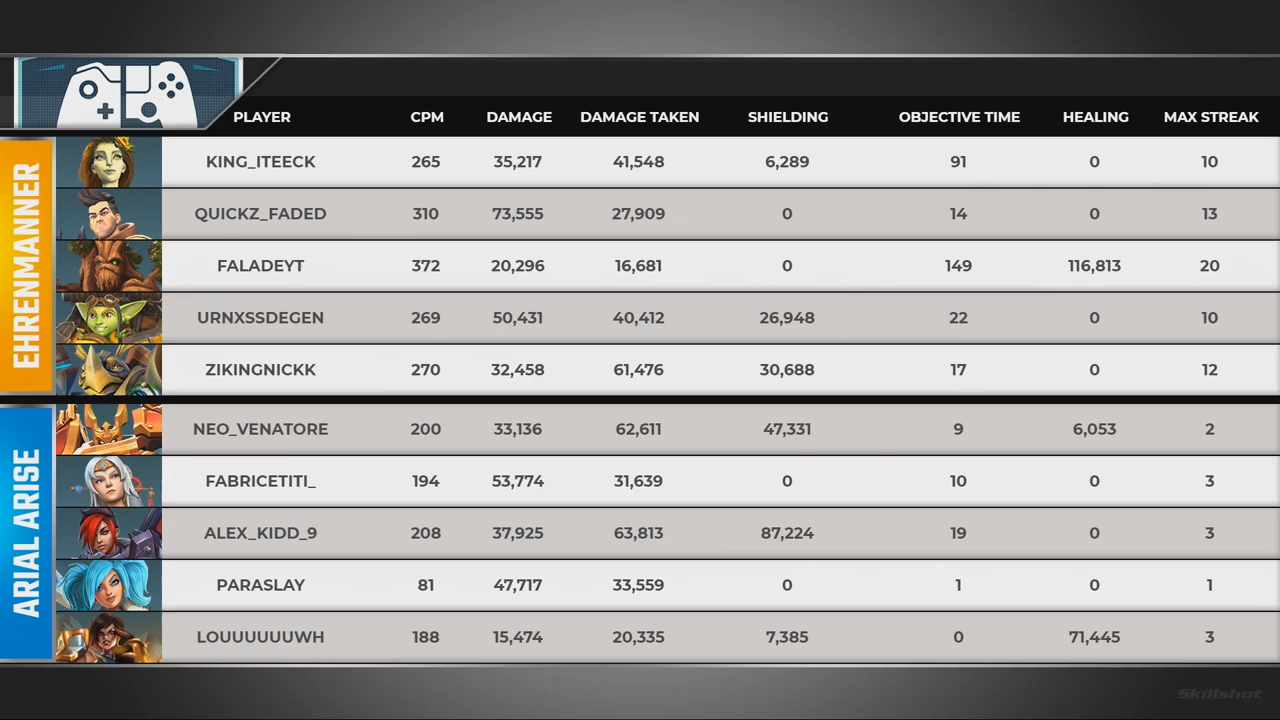 PLAYER CPM DAMAGE DAMAGE TAKEN SHIELDING OBJECTIVE TIME HEALING MAX STREAK
EHRENMANNER
KING_ITEECK 265 35,217 41,548 6,289 91 0 10
QUICKZ_FADED 310 73,555 27,909 0 14 0 13
FALADEYT 372 20,296 16,681 0 149 116,813 20
URNXSSDEGEN 269 50,431 40,412 26,948 22 0 10
ZIKINGNICKK 270 32,458 61,476 30,688 17 0 12
ARIAL ARISE
NEO_VENATORE 200 33,136 62,611 47,331 9 6,053 2
FABRICETITI_ 194 53,774 31,639 0 10 0 3
ALEX_KIDD_9 208 37,925 63,813 87,224 19 0 3
PARASLAY 81 47,717 33,559 0 1 0 1
LOUUUUUUWH 188 15,474 20,335 7,385 0 71,445 3
Skillshot